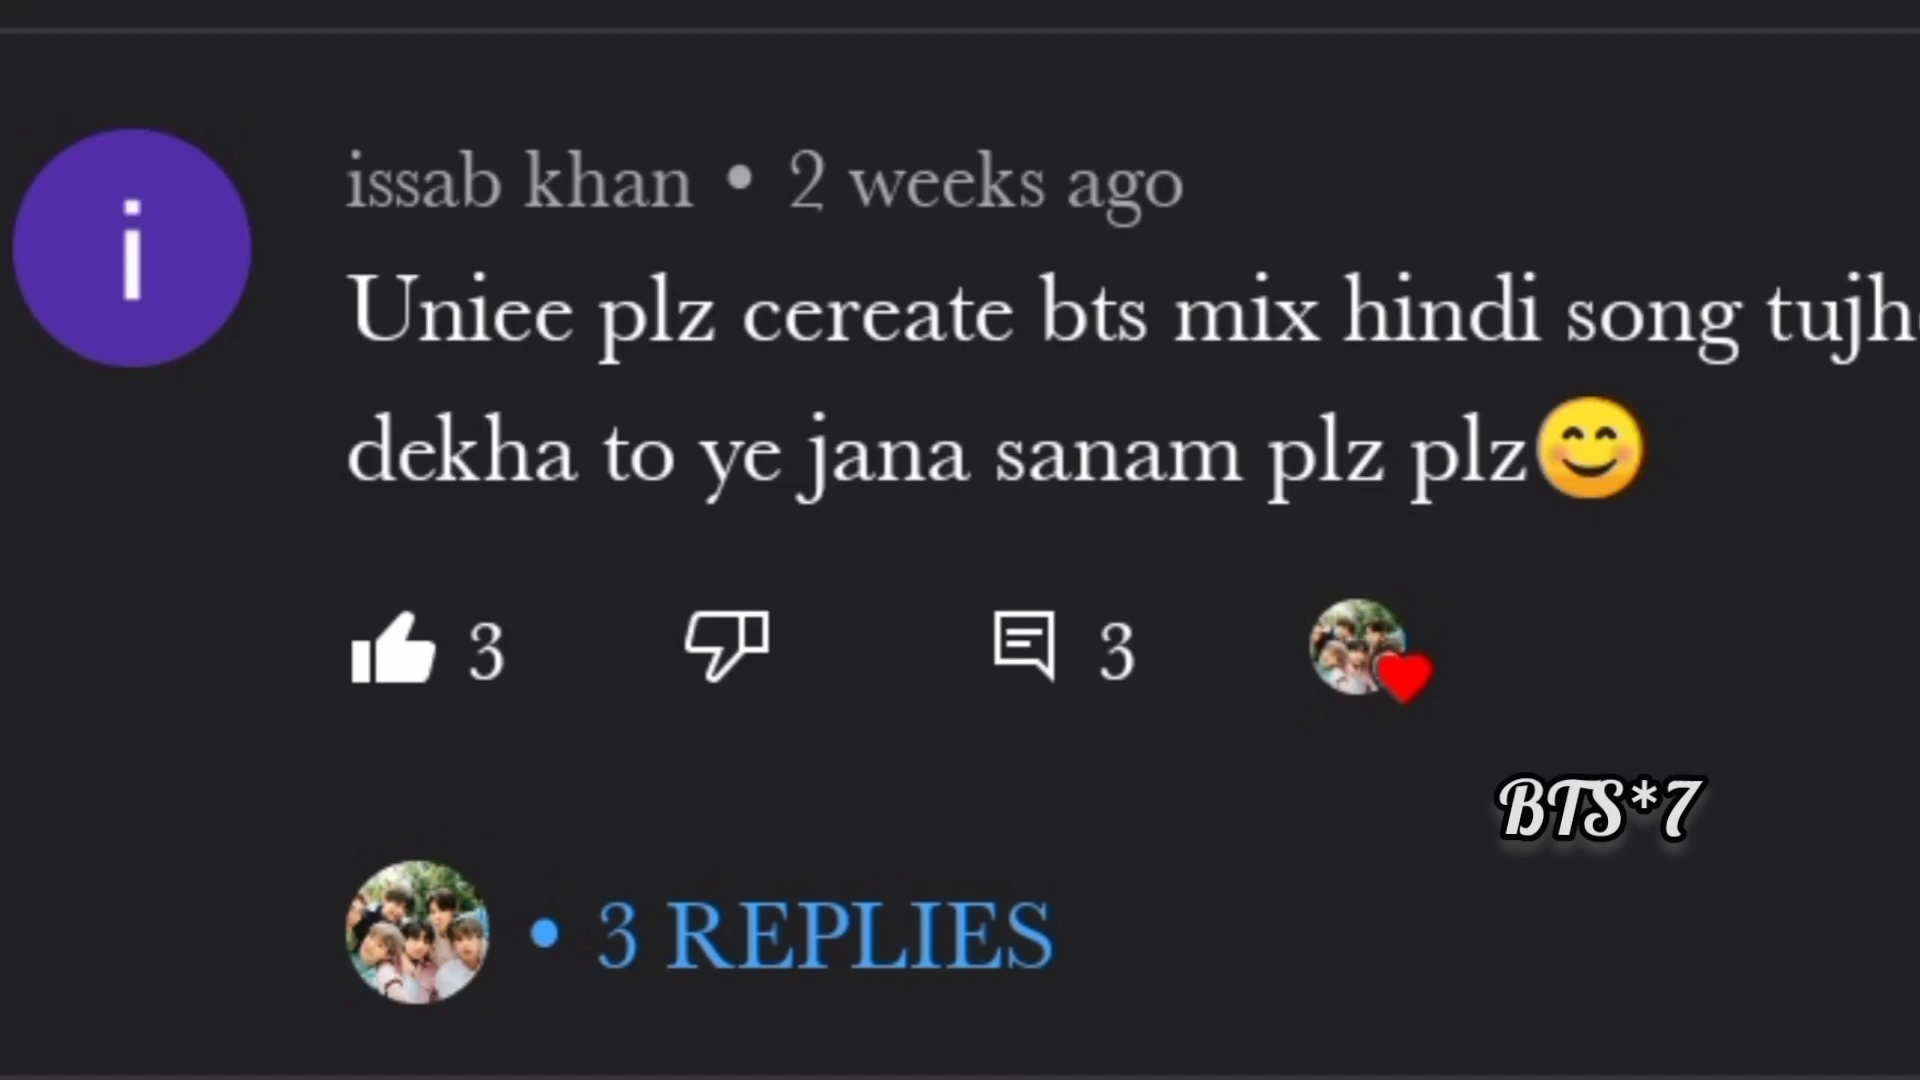 i
issab khan • 2 weeks ago
Uniee plz cereate bts mix hindi song
dekha to ye jana sanam plz plz😊
3
3
BTS*7
• 3 REPLIES